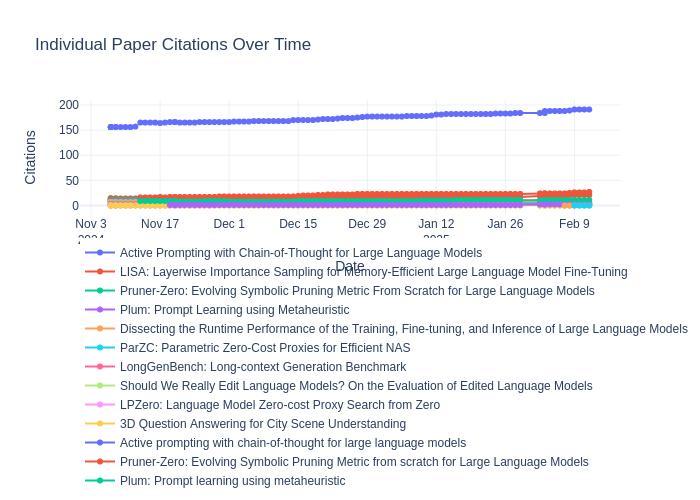 Individual Paper Citations Over Time
Citations
200
150
100
50
0
Nov 3 Nov 17 Dec 1 Dec 15 Dec 29 Jan 12 Jan 26 Feb 9
2024 2025
Date
Active Prompting with Chain-of-Thought for Large Language Models
LISA: Layerwise Importance Sampling for Memory-Efficient Large Language Model Fine-Tuning
Pruner-Zero: Evolving Symbolic Pruning Metric From Scratch for Large Language Models
Plum: Prompt Learning using Metaheuristic
Dissecting the Runtime Performance of the Training, Fine-tuning, and Inference of Large Language Models
ParZC: Parametric Zero-Cost Proxies for Efficient NAS
LongGenBench: Long-context Generation Benchmark
Should We Really Edit Language Models? On the Evaluation of Edited Language Models
LPZero: Language Model Zero-cost Proxy Search from Zero
3D Question Answering for City Scene Understanding
Active prompting with chain-of-thought for large language models
Pruner-Zero: Evolving Symbolic Pruning Metric from scratch for Large Language Models
Plum: Prompt learning using metaheuristic